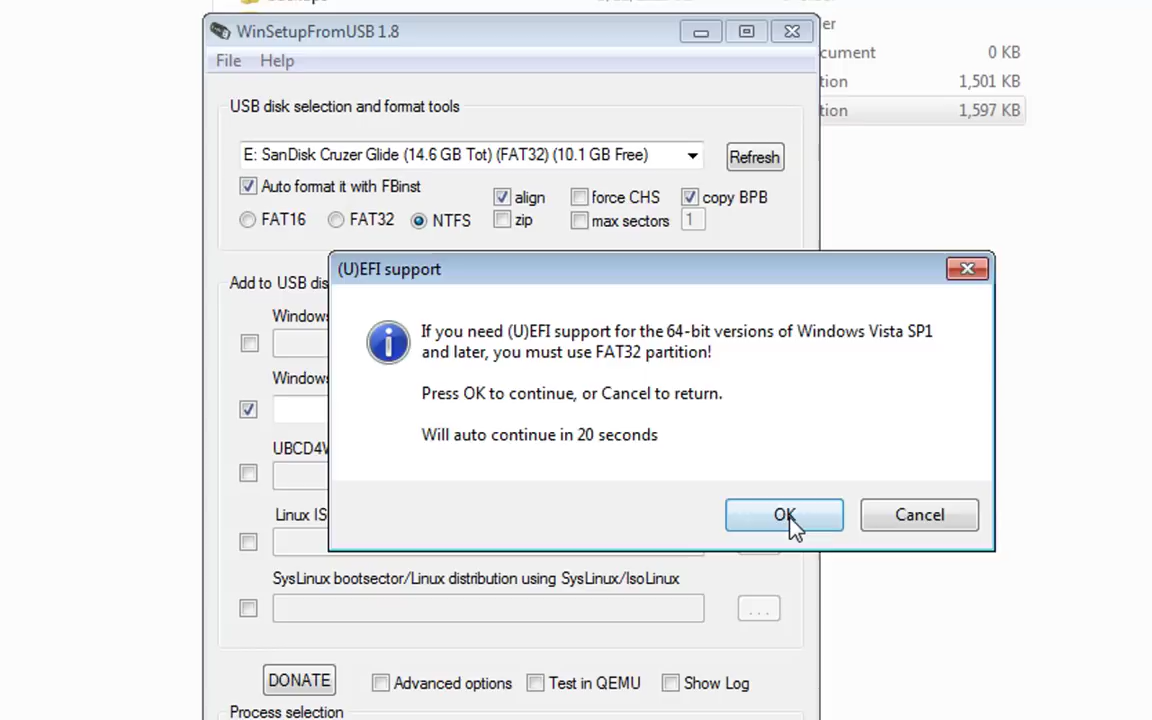 er
WinSetupFromUSB 1.8
cument 0 KB
File Help
tion 1,501 KB
USB disk selection and format tools
tion 1,597 KB
E: SanDisk Cruzer Glide (14.6 GB Tot) (FAT32) (10.1 GB Free) Refresh
Auto format it with FBinst
align force CHS copy BPB
FAT16 FAT32 NTFS zip max sectors 1
(U)EFI support
Add to USB dis
Windows
If you need (U)EFI support for the 64-bit versions of Windows Vista SP1
and later, you must use FAT32 partition!
Windows
Press OK to continue, or Cancel to return.
Will auto continue in 20 seconds
UBCD4W
Linux IS
OK Cancel
SysLinux bootsector/Linux distribution using SysLinux/IsoLinux
...
DONATE Advanced options Test in QEMU Show Log
Process selection